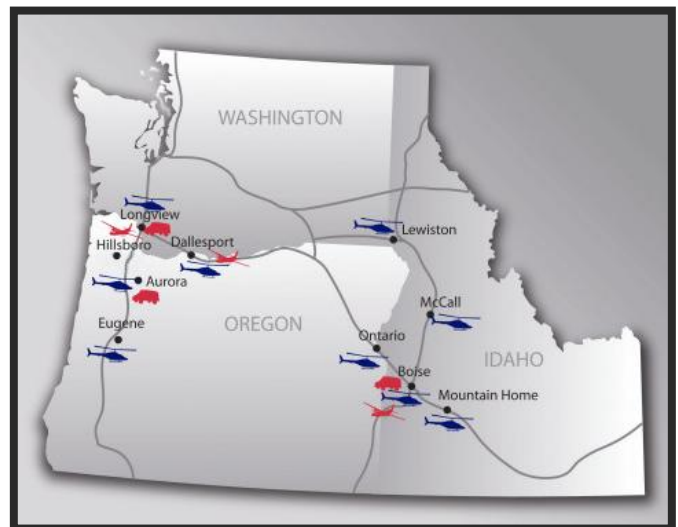 WASHINGTON
Longview
Hillsboro
Dallesport
Lewiston
Aurora
McCall
Eugene
OREGON
Ontario
IDAHO
Boise
Mountain Home